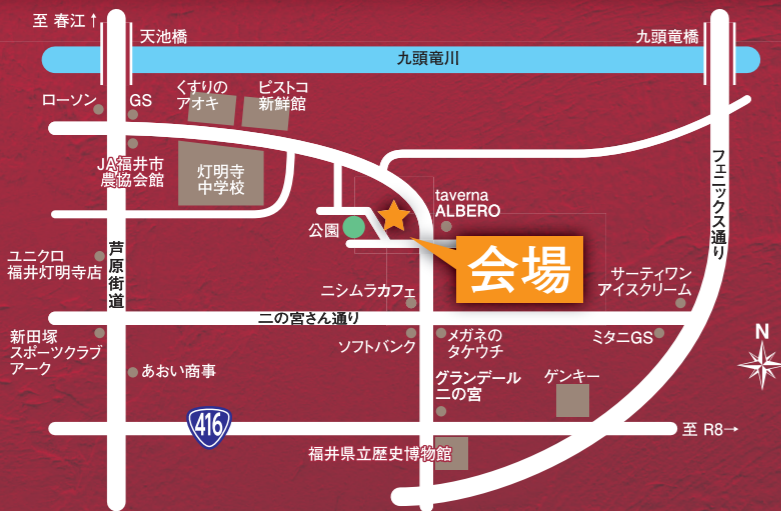 至 春江↑
天池橋
九頭竜橋
九頭竜川
くすりの
アオキ
ピストコ
新鮮館
ローソン
GS
JA福井市
農協会館
灯明寺
中学校
フェニックス通り
taverna
ALBERO
公園
会場
ユニクロ
福井灯明寺店
芦原街道
サーティワン
アイスクリーム
ニシムラカフェ
二の宮さん通り
新田塚
スポーツクラブ
アーク
ソフトバンク
メガネの
タケウチ
ミタニGS
N
あおい商事
グランデール
二の宮
ゲンキー
416
至 R8→
福井県立歴史博物館